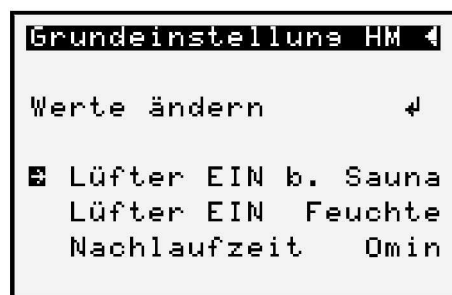 Grundeinstellung HM
Werte ändern
Lüfter EIN b. Sauna
Lüfter EIN Feuchte
Nachlaufzeit 0min